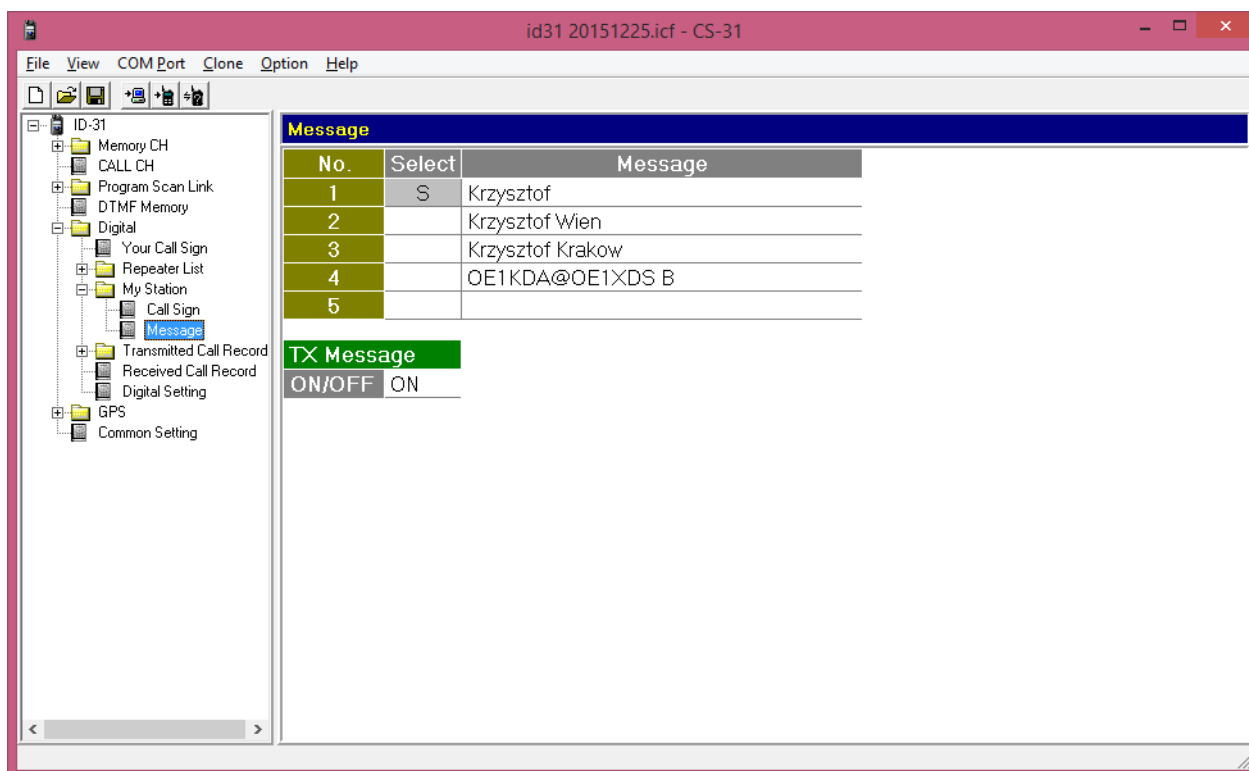 id31 20151225.icf - CS-31
File View COM Port Clone Option Help
ID-31
Memory CH
CALL CH
Program Scan Link
DTMF Memory
Digital
Your Call Sign
Repeater List
My Station
Call Sign
Message
Transmitted Call Record
Received Call Record
Digital Setting
GPS
Common Setting
Message
No. Select Message
1 S Krzysztof
2 Krzysztof Wien
3 Krzysztof Krakow
4 OE1KDA@OE1XDS B
5
TX Message
ON/OFF ON